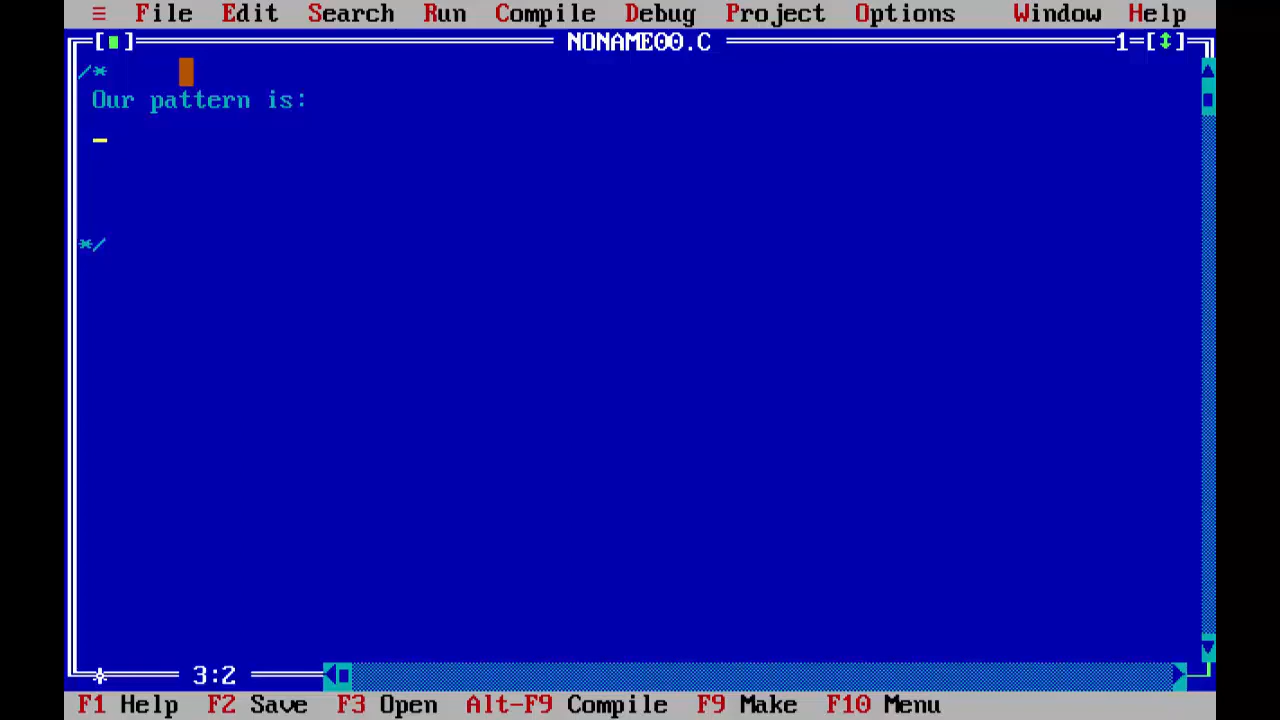 ≡ File Edit Search Run Compile Debug Project Options Window Help
[■] NONAME00.C 1=[↕]
/*
Our pattern is:
*/
* 3:2
F1 Help F2 Save F3 Open Alt-F9 Compile F9 Make F10 Menu